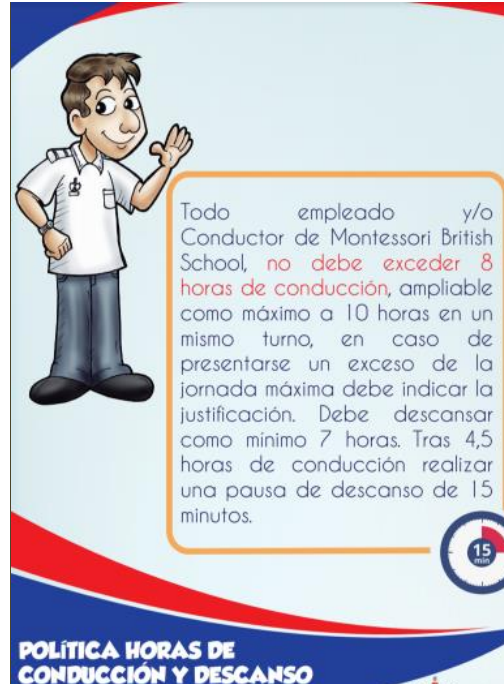 Todo empleado y/o
Conductor de Montessori British
School, no debe exceder 8
horas de conducción, ampliable
como máximo a 10 horas en un
mismo turno, en caso de
presentarse un exceso de la
jornada máxima debe indicar la
justificación. Debe descansar
como mínimo 7 horas. Tras 4,5
horas de conducción realizar
una pausa de descanso de 15
minutos.
15
min
POLÍTICA HORAS DE
CONDUCCIÓN Y DESCANSO